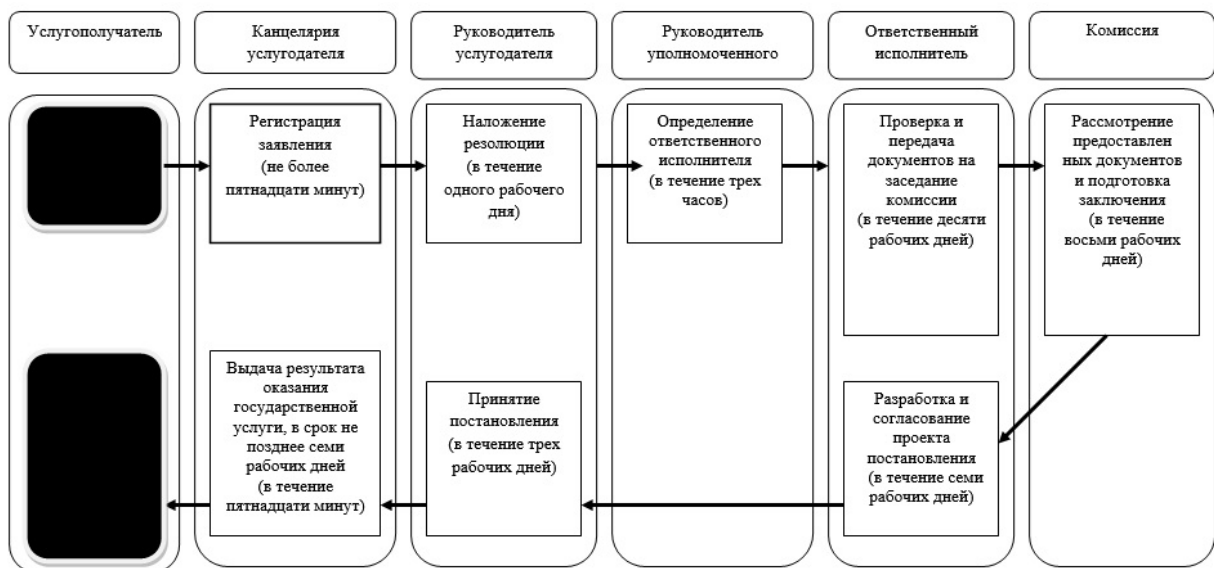 Услугополучатель
Канцелярия
услугодателя
Руководитель
услугодателя
Руководитель
уполномоченного
Ответственный
исполнитель
Комиссия
Регистрация
заявления
(не более
пятнадцати минут)
Наложение
резолюции
(в течение
одного рабочего
дня)
Определение
ответственного
исполнителя
(в течение трех
часов)
Проверка и
передача
документов на
заседание
комиссии
(в течение десяти
рабочих дней)
Рассмотрение
предоставлен
ных документов
и подготовка
заключения
(в течение
восьми рабочих
дней)
Выдача результата
оказания
государственной
услуги, в срок не
позднее семи
рабочих дней
(в течение
пятнадцати минут)
Принятие
постановления
(в течение трех
рабочих дней)
Разработка и
согласование
проекта
постановления
(в течение семи
рабочих дней)